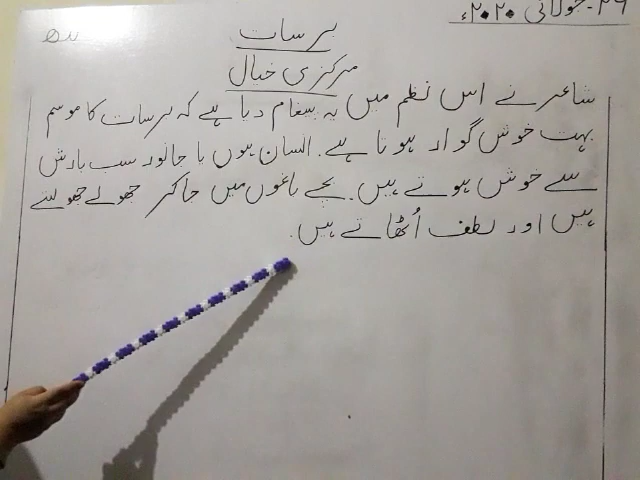 ۲۶-جولائی ۲۰۲۰ء
برسات
مرکزی خیال
شاعر نے اس نظم میں یہ پیغام دیا ہے کہ برسات کا موسم
بہت خوش گوار ہوتا ہے. انسان ہوں یا جانور سب بارش
سے خوش ہوتے ہیں. بچے باغوں میں جاکر جھولے جھولتے
ہیں اور لطف اُٹھاتے ہیں.